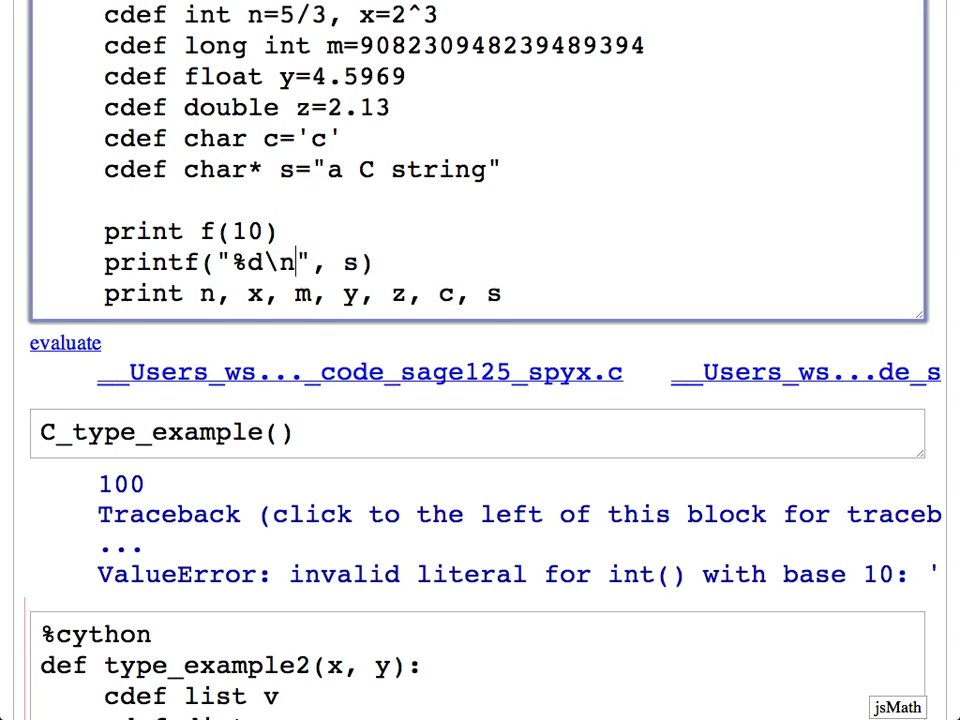 cdef int n=5/3, x=2^3
cdef long int m=908230948239489394
cdef float y=4.5969
cdef double z=2.13
cdef char c='c'
cdef char* s="a C string"
print f(10)
printf("%d\n", s)
print n, x, m, y, z, c, s
evaluate
__Users_ws..._code_sage125_spyx.c __Users_ws...de_s
C_type_example()
100
Traceback (click to the left of this block for traceb
...
ValueError: invalid literal for int() with base 10: '
%cython
def type_example2(x, y):
cdef list v
jsMath